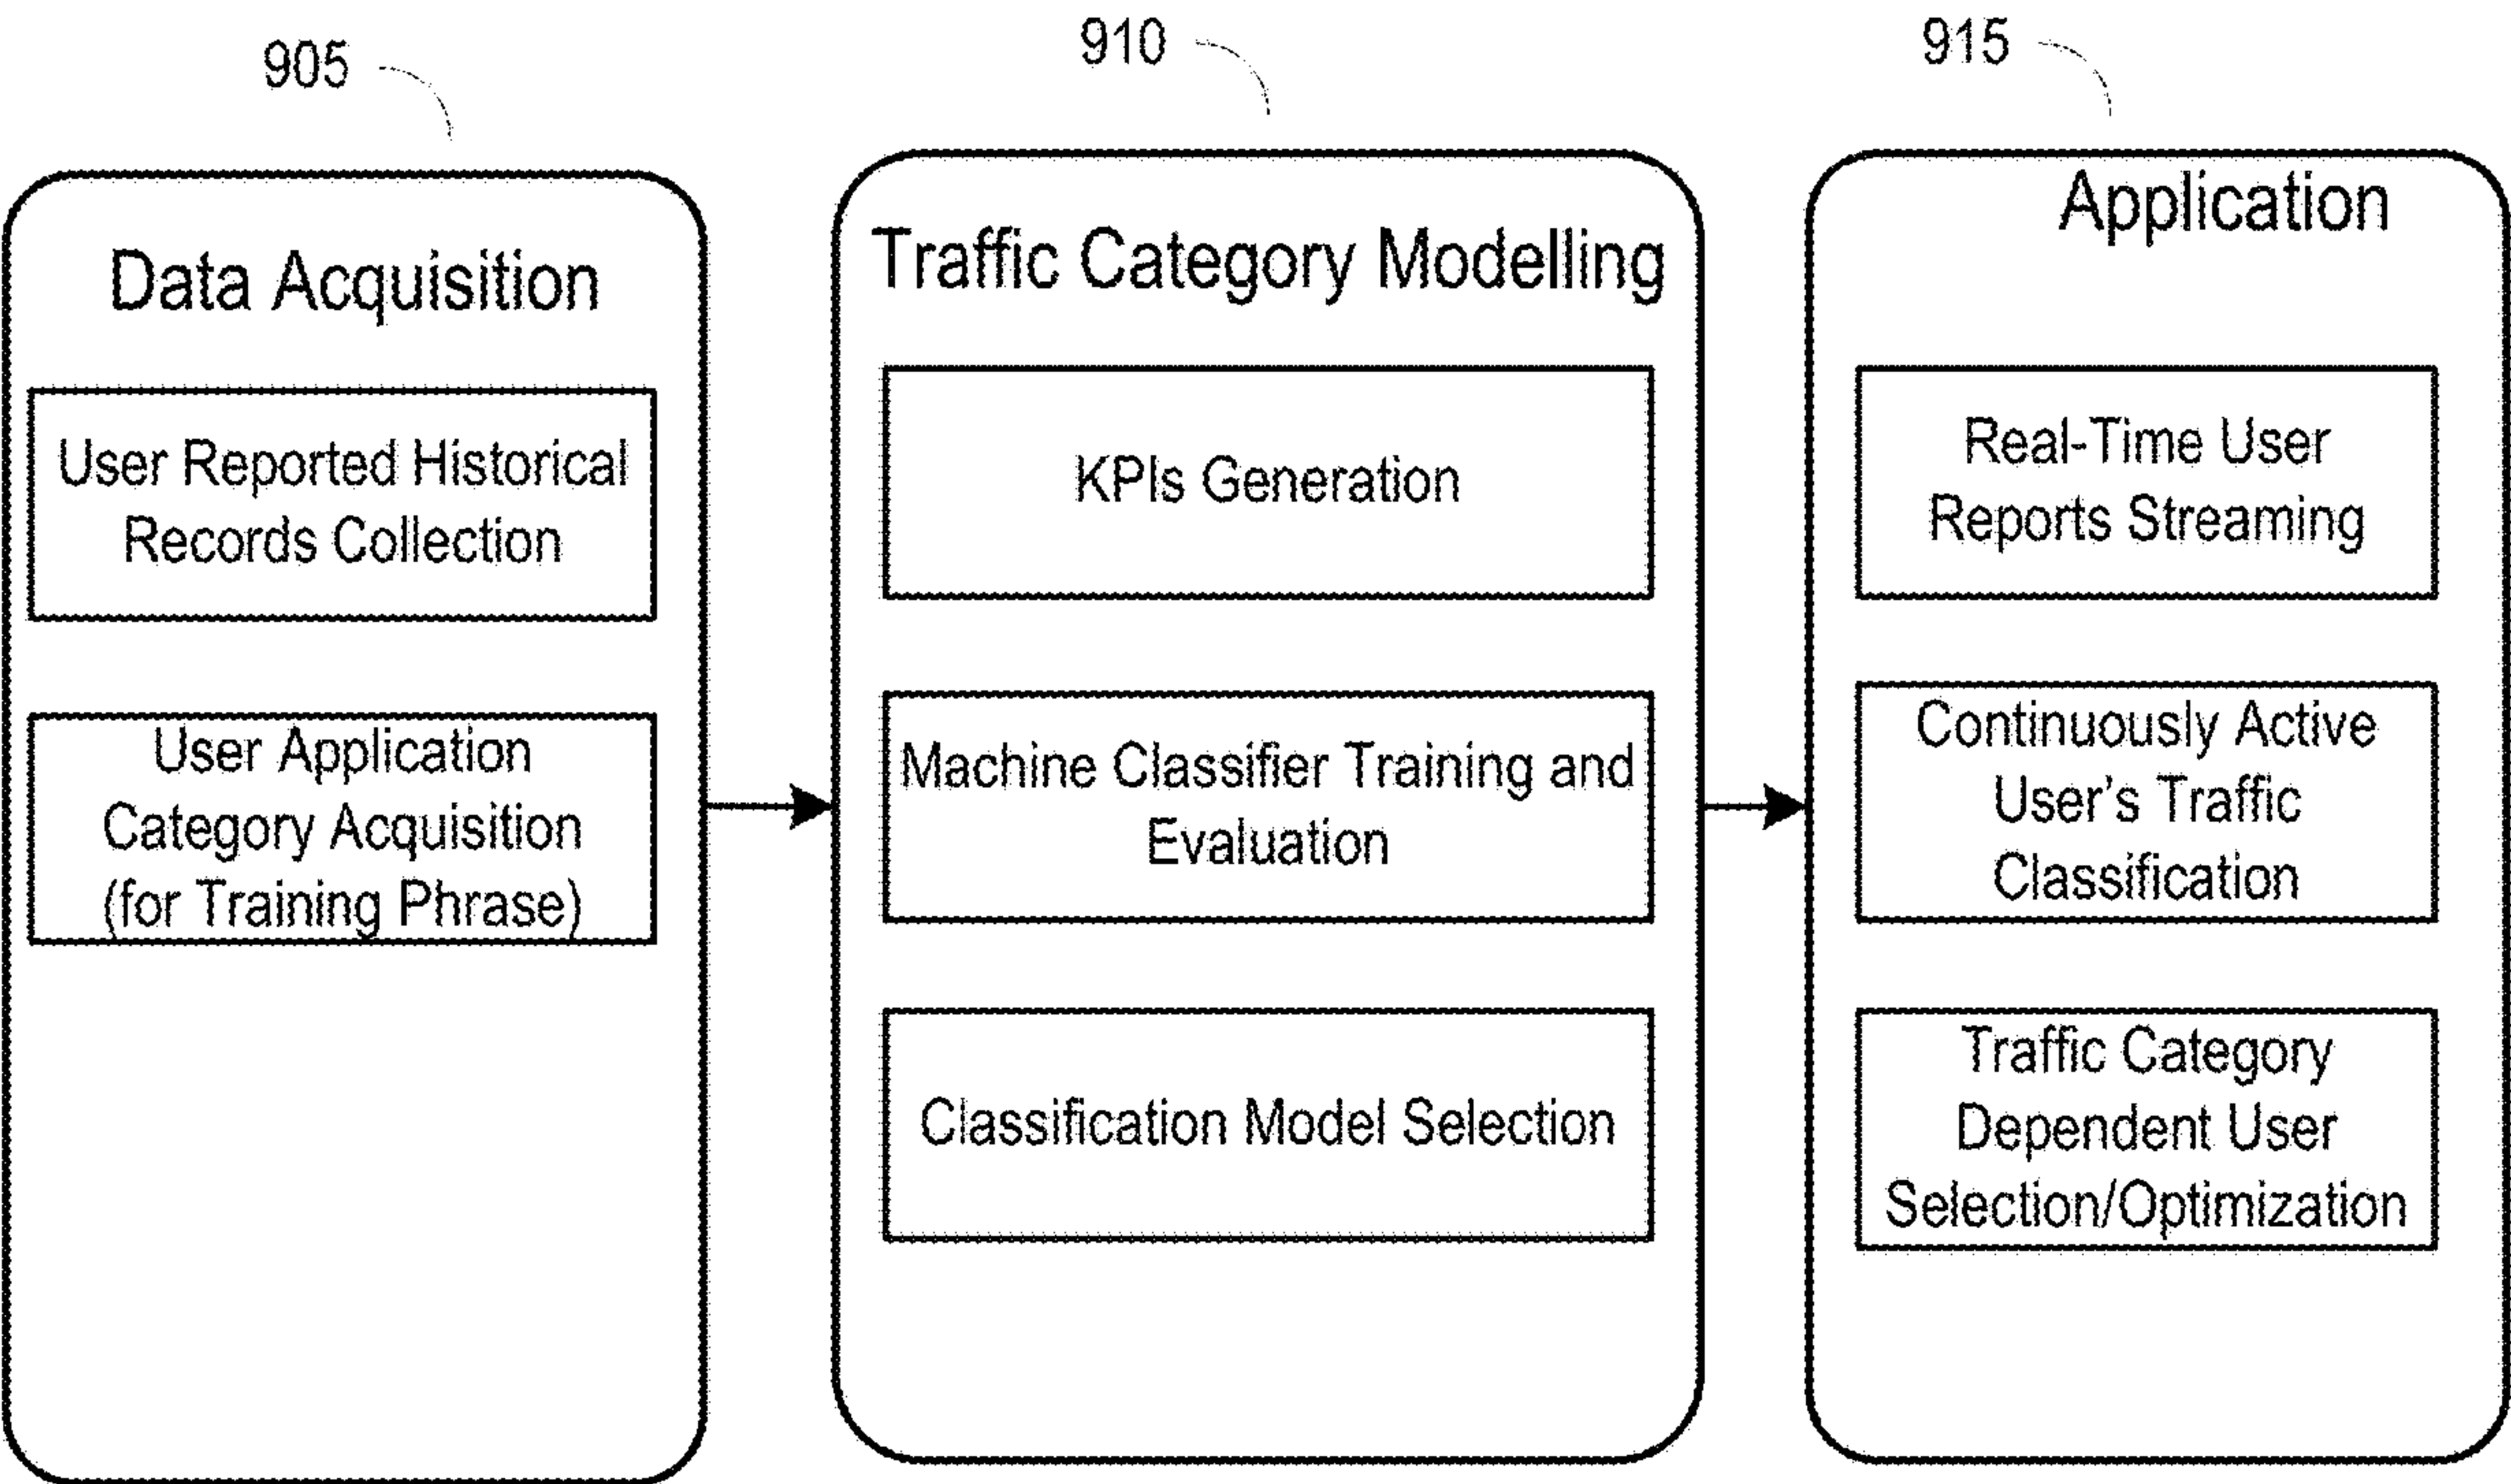 905
Data Acquisition
User Reported Historical
Records Collection
User Application
Category Acquisition
(for Training Phrase)
910
Traffic Category Modelling
KPIs Generation
Machine Classifier Training and
Evaluation
Classification Model Selection
915
Application
Real-Time User
Reports Streaming
Continuously Active
User's Traffic
Classification
Traffic Category
Dependent User
Selection/Optimization